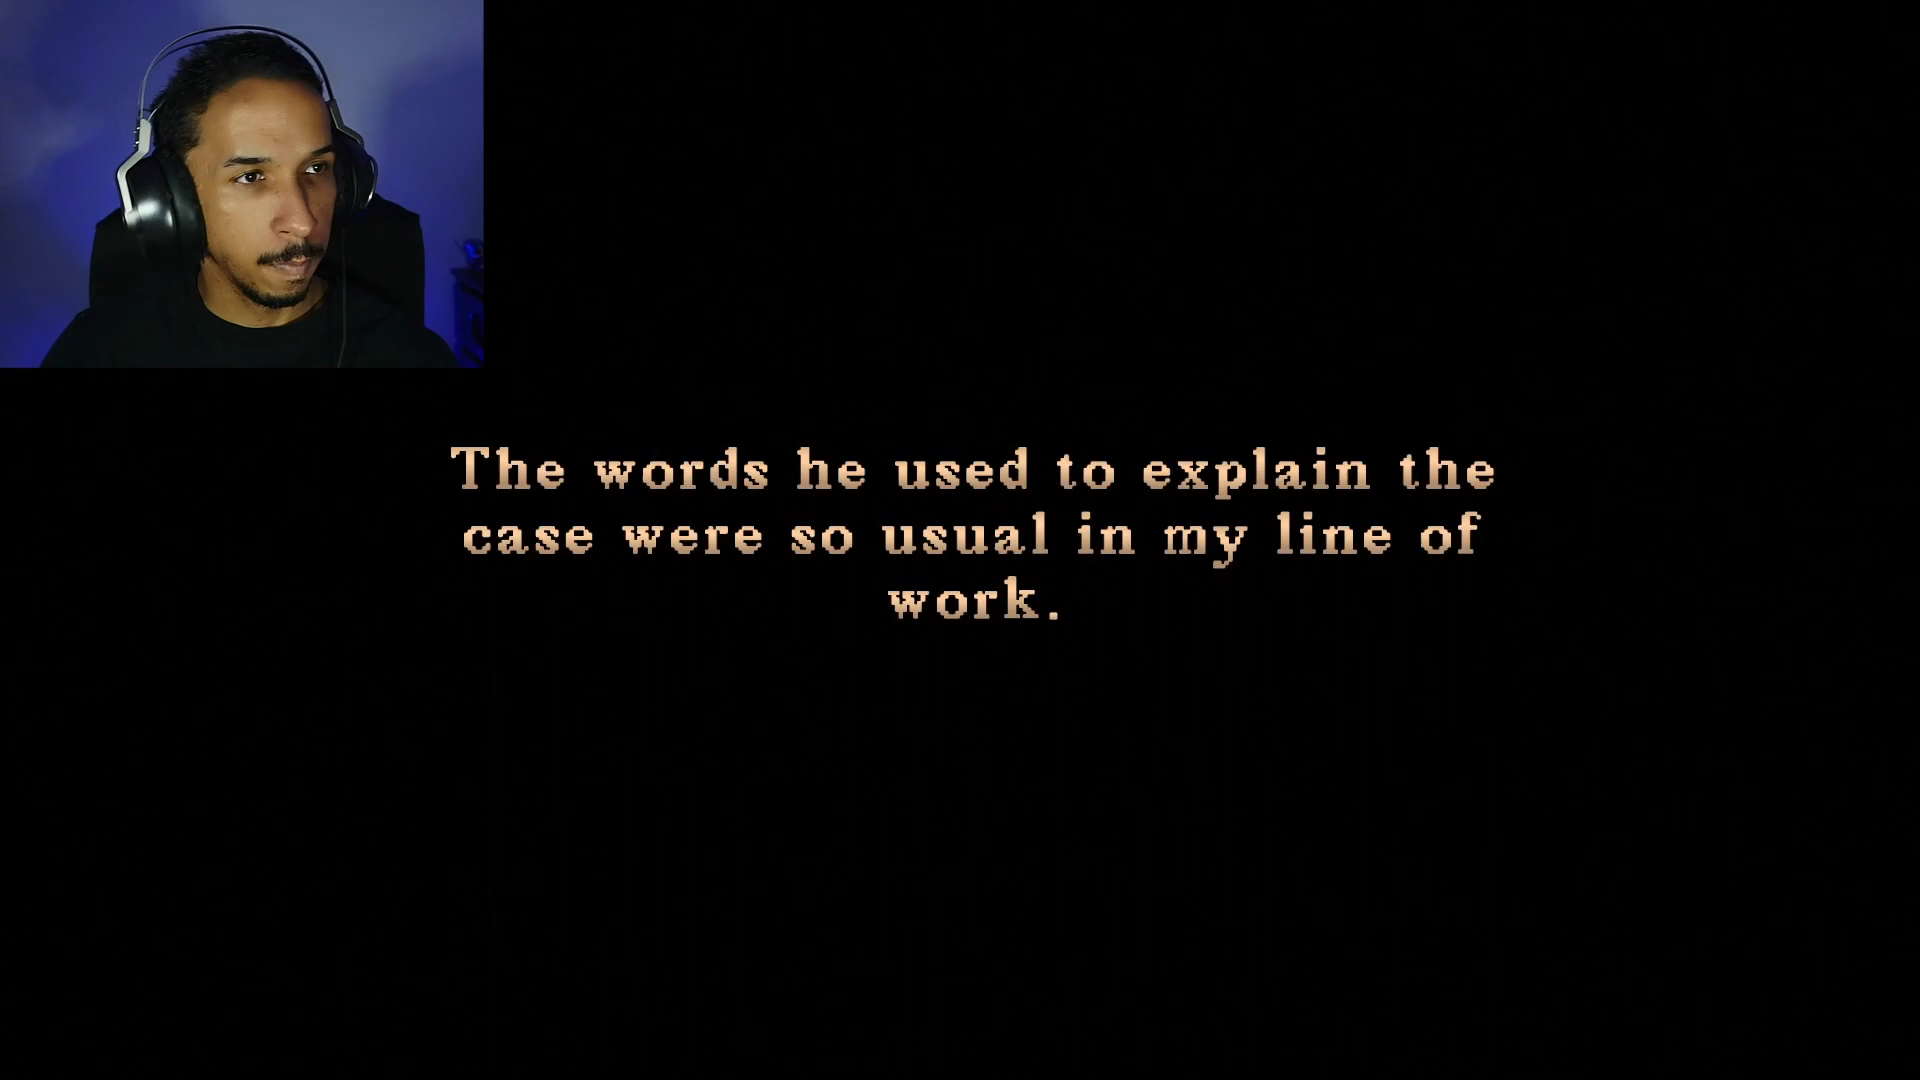 The words he used to explain the
case were so usual in my line of
work.